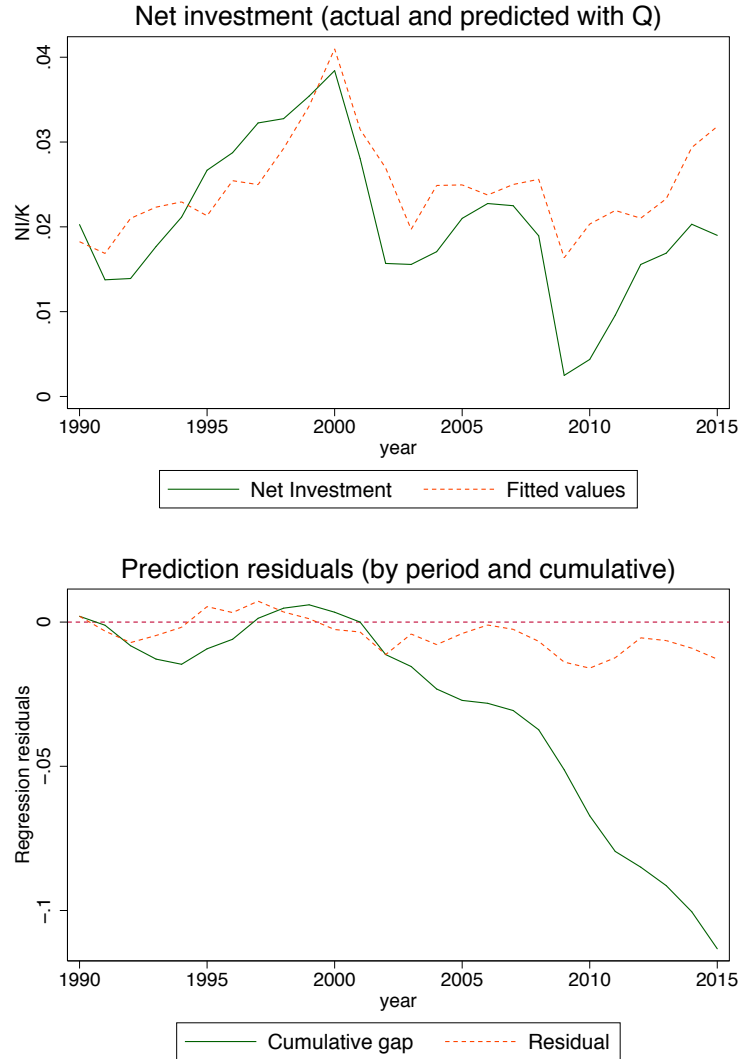 Net investment (actual and predicted with Q)
.04
.03
.02
.01
0
NI/K
1990 1995 2000 2005 2010 2015
year
Net Investment Fitted values
Prediction residuals (by period and cumulative)
0
-.05
-.1
Regression residuals
1990 1995 2000 2005 2010 2015
year
Cumulative gap Residual